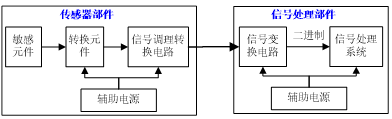 传感器部件
敏感
元件
转换元
件
信号调理转
换电路
辅助电源
信号处理部件
信号变
换电路
二进制
信号处理
系统
辅助电源